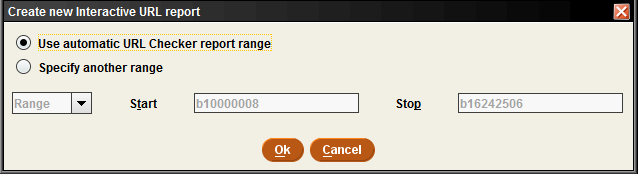 Create new Interactive URL report
Use automatic URL Checker report range
Specify another range
Range Start b10000008 Stop b16242506
Ok Cancel